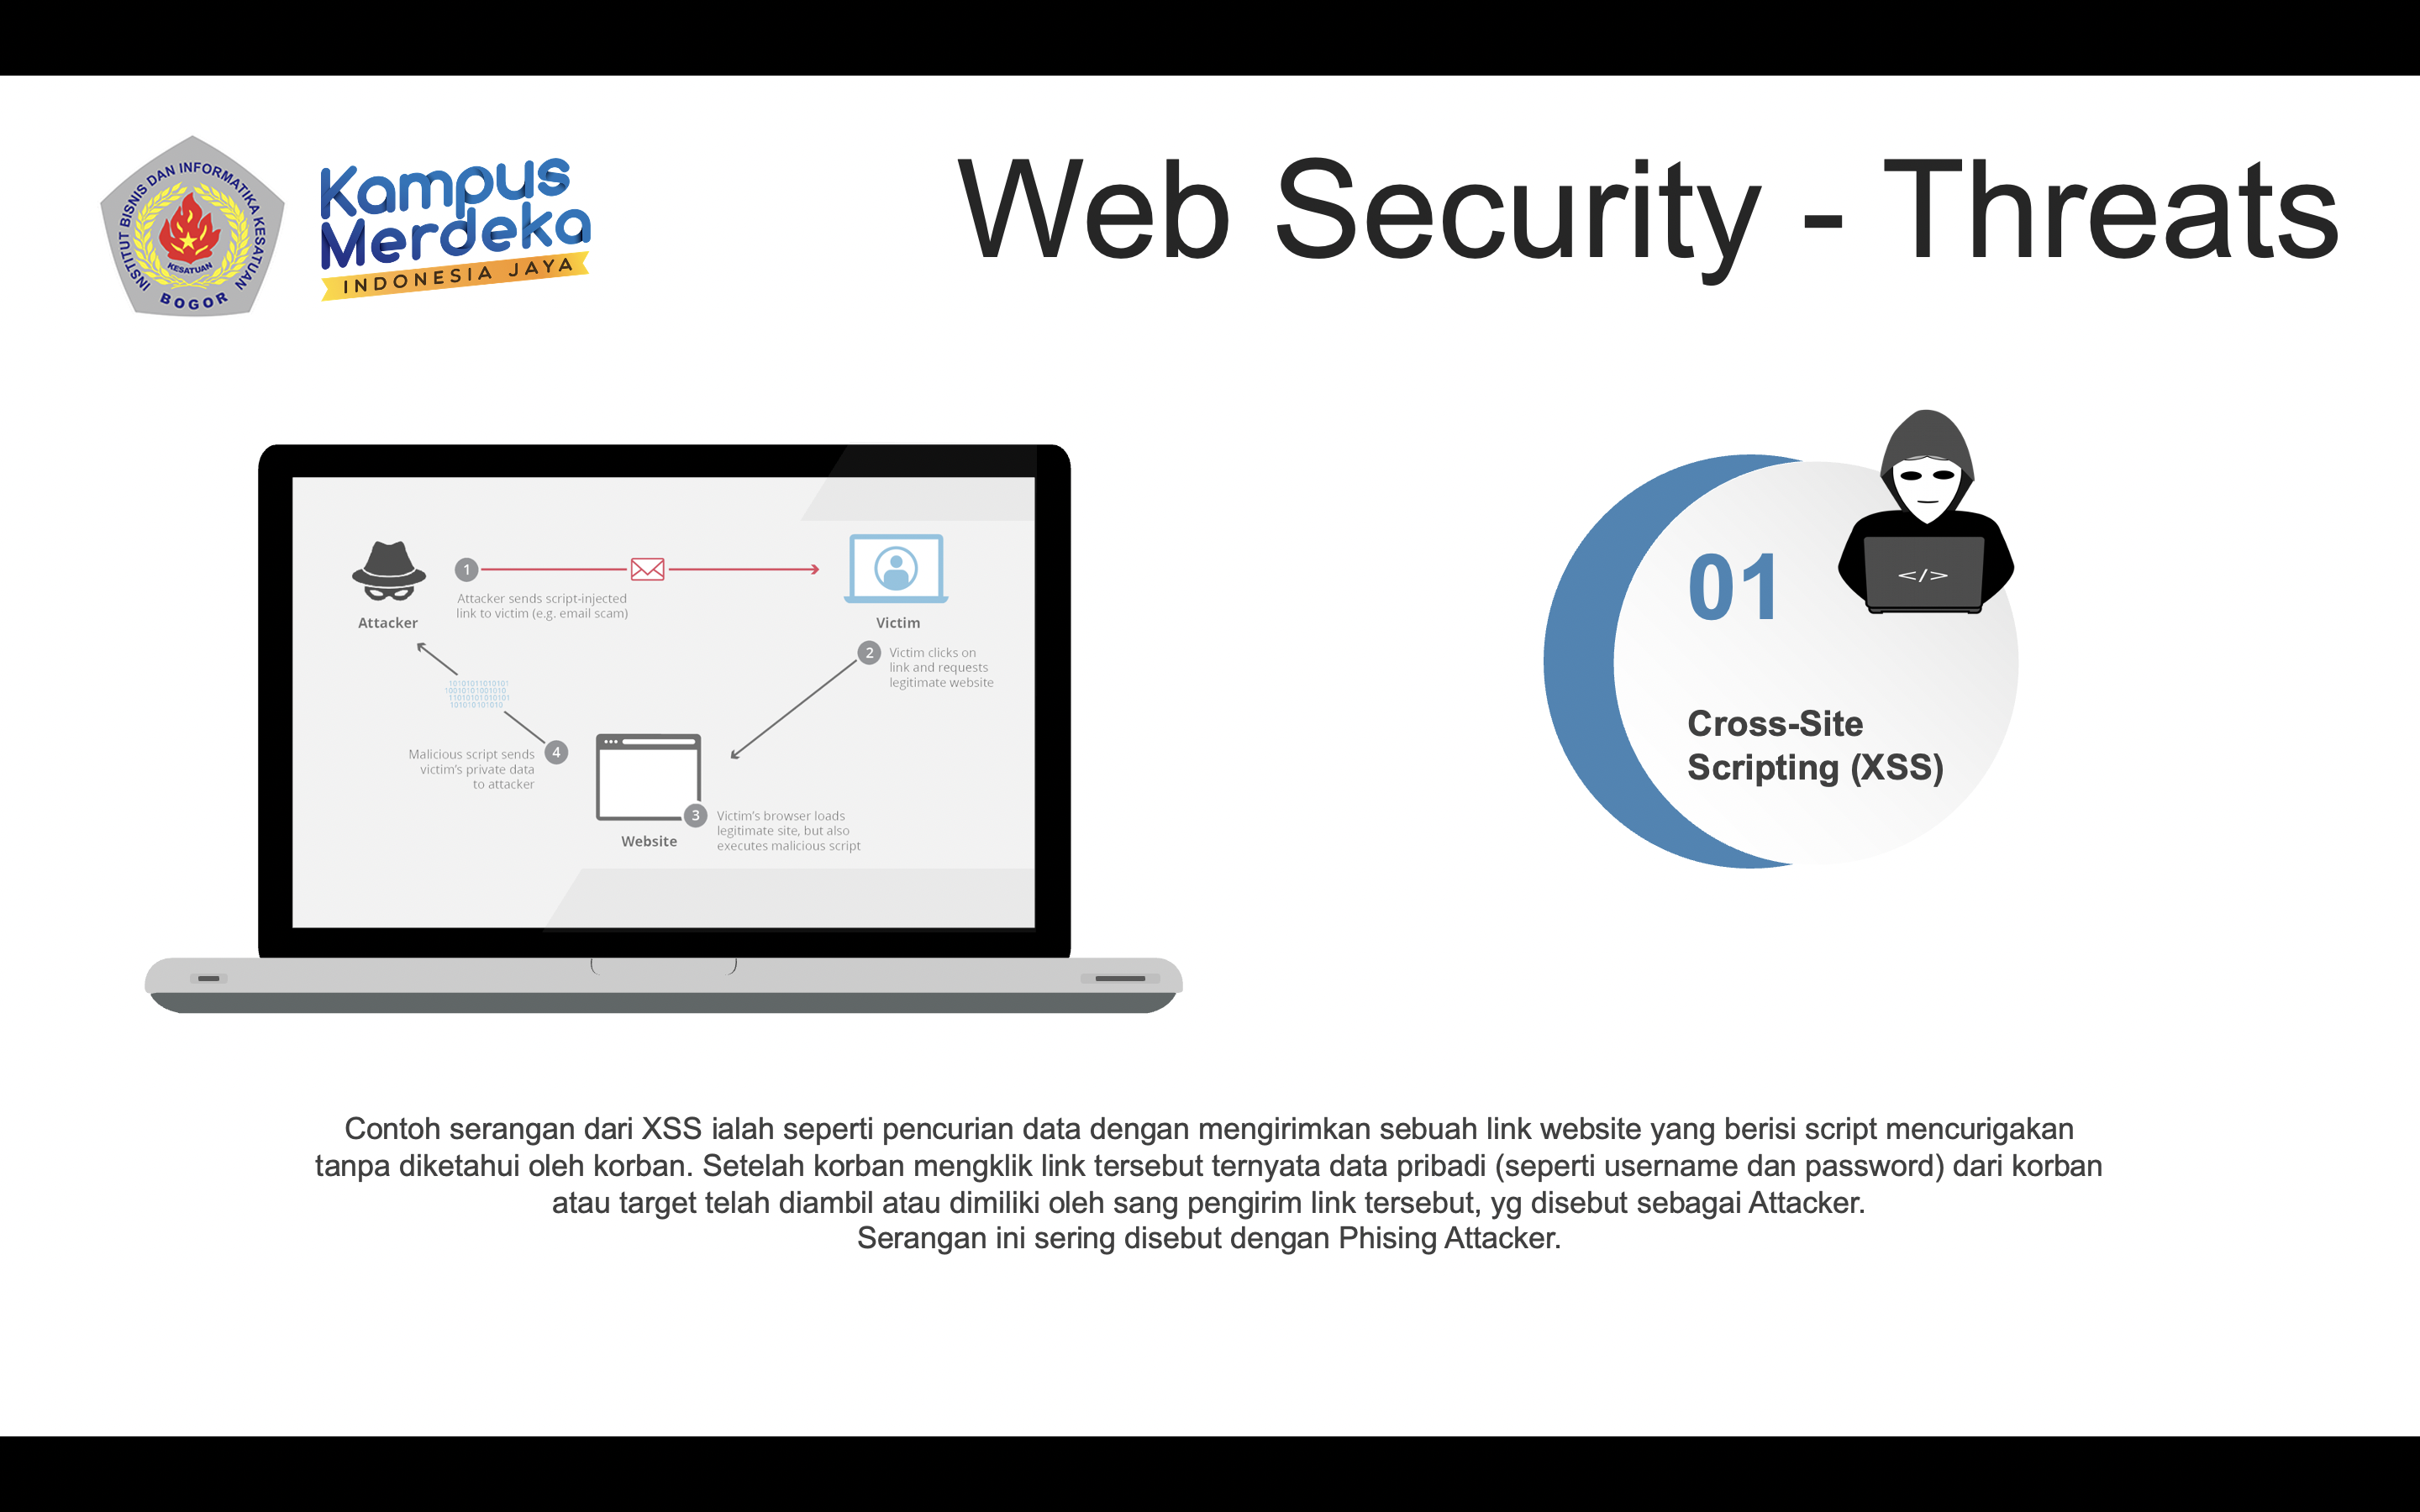 INSTITUT BISNIS DAN INFORMATIKA KESATUAN
KESATUAN
BOGOR
Kampus
Merdeka
INDONESIA JAYA
Web Security - Threats
Attacker
1
Attacker sends script-injected
link to victim (e.g. email scam)
Victim
2
Victim clicks on
link and requests
legitimate website
10101011010101
10010101001010
11010101010101
101010101010
4
Malicious script sends
victim's private data
to attacker
3
Victim's browser loads
legitimate site, but also
executes malicious script
Website
</>
01
Cross-Site
Scripting (XSS)
Contoh serangan dari XSS ialah seperti pencurian data dengan mengirimkan sebuah link website yang berisi script mencurigakan
tanpa diketahui oleh korban. Setelah korban mengklik link tersebut ternyata data pribadi (seperti username dan password) dari korban
atau target telah diambil atau dimiliki oleh sang pengirim link tersebut, yg disebut sebagai Attacker.
Serangan ini sering disebut dengan Phising Attacker.